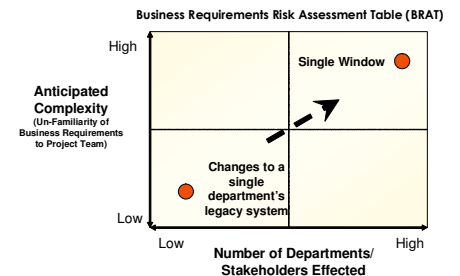 Business Requirements Risk Assessment Table (BRAT)
High
Single Window
Anticipated
Complexity
(Un-Familiarity of
Business Requirements
to Project Team)
Changes to a
single
department's
legacy system
Low
Low
High
Number of Departments/
Stakeholders Effected